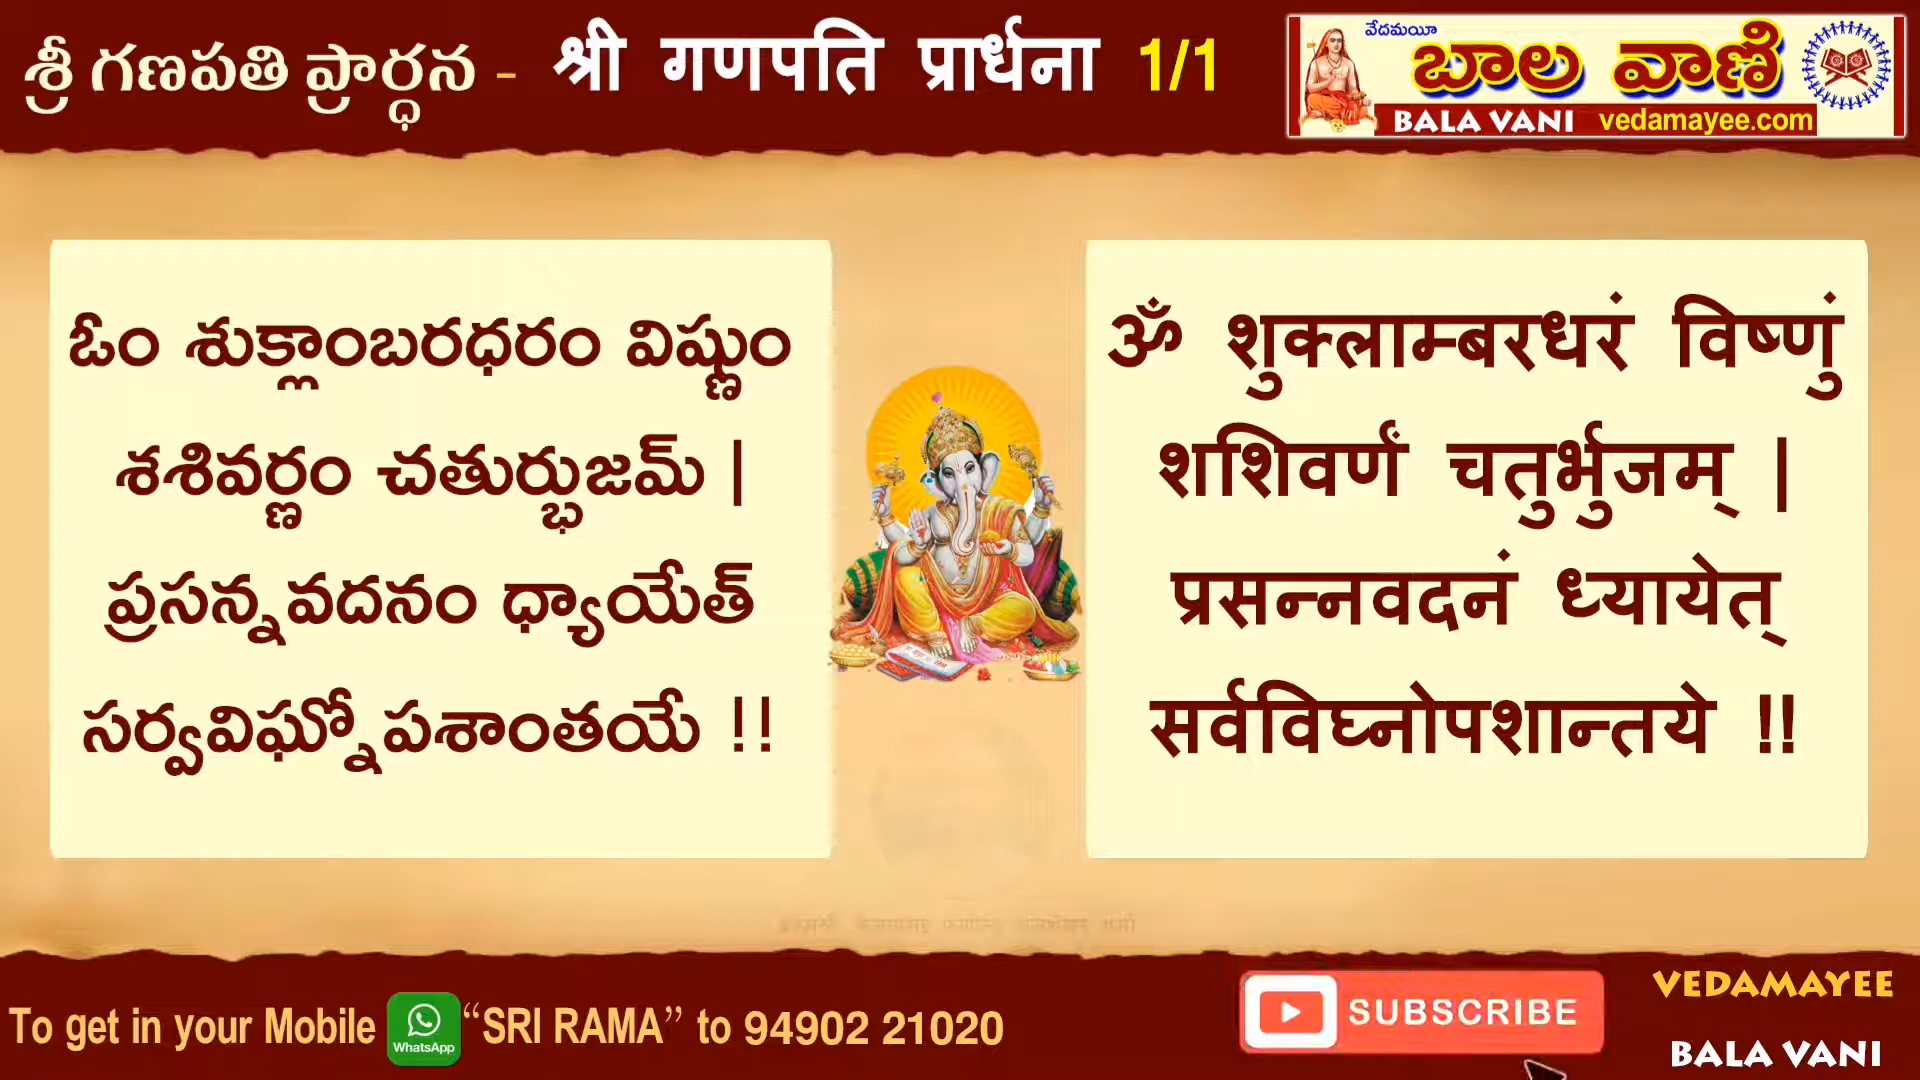 శ్రీ గణపతి ప్రార్ధన - श्री गणपति प्रार्धना 1/1
వేదమయీ
బాల వాణి
BALA VANI vedamayee.com
ఓం శుక్లాంబరధరం విష్ణుం
శశివర్ణం చతుర్భుజమ్ |
ప్రసన్నవదనం ధ్యాయేత్
సర్వవిఘ్నోపశాంతయే !!
ॐ शुक्लाम्बरधरं विष्णुं
शशिवर्णं चतुर्भुजम् |
प्रसन्नवदनं ध्यायेत्
सर्वविघ्नोपशान्तये !!
To get in your Mobile WhatsApp “SRI RAMA” to 94902 21020
SUBSCRIBE
VEDAMAYEE
BALA VANI